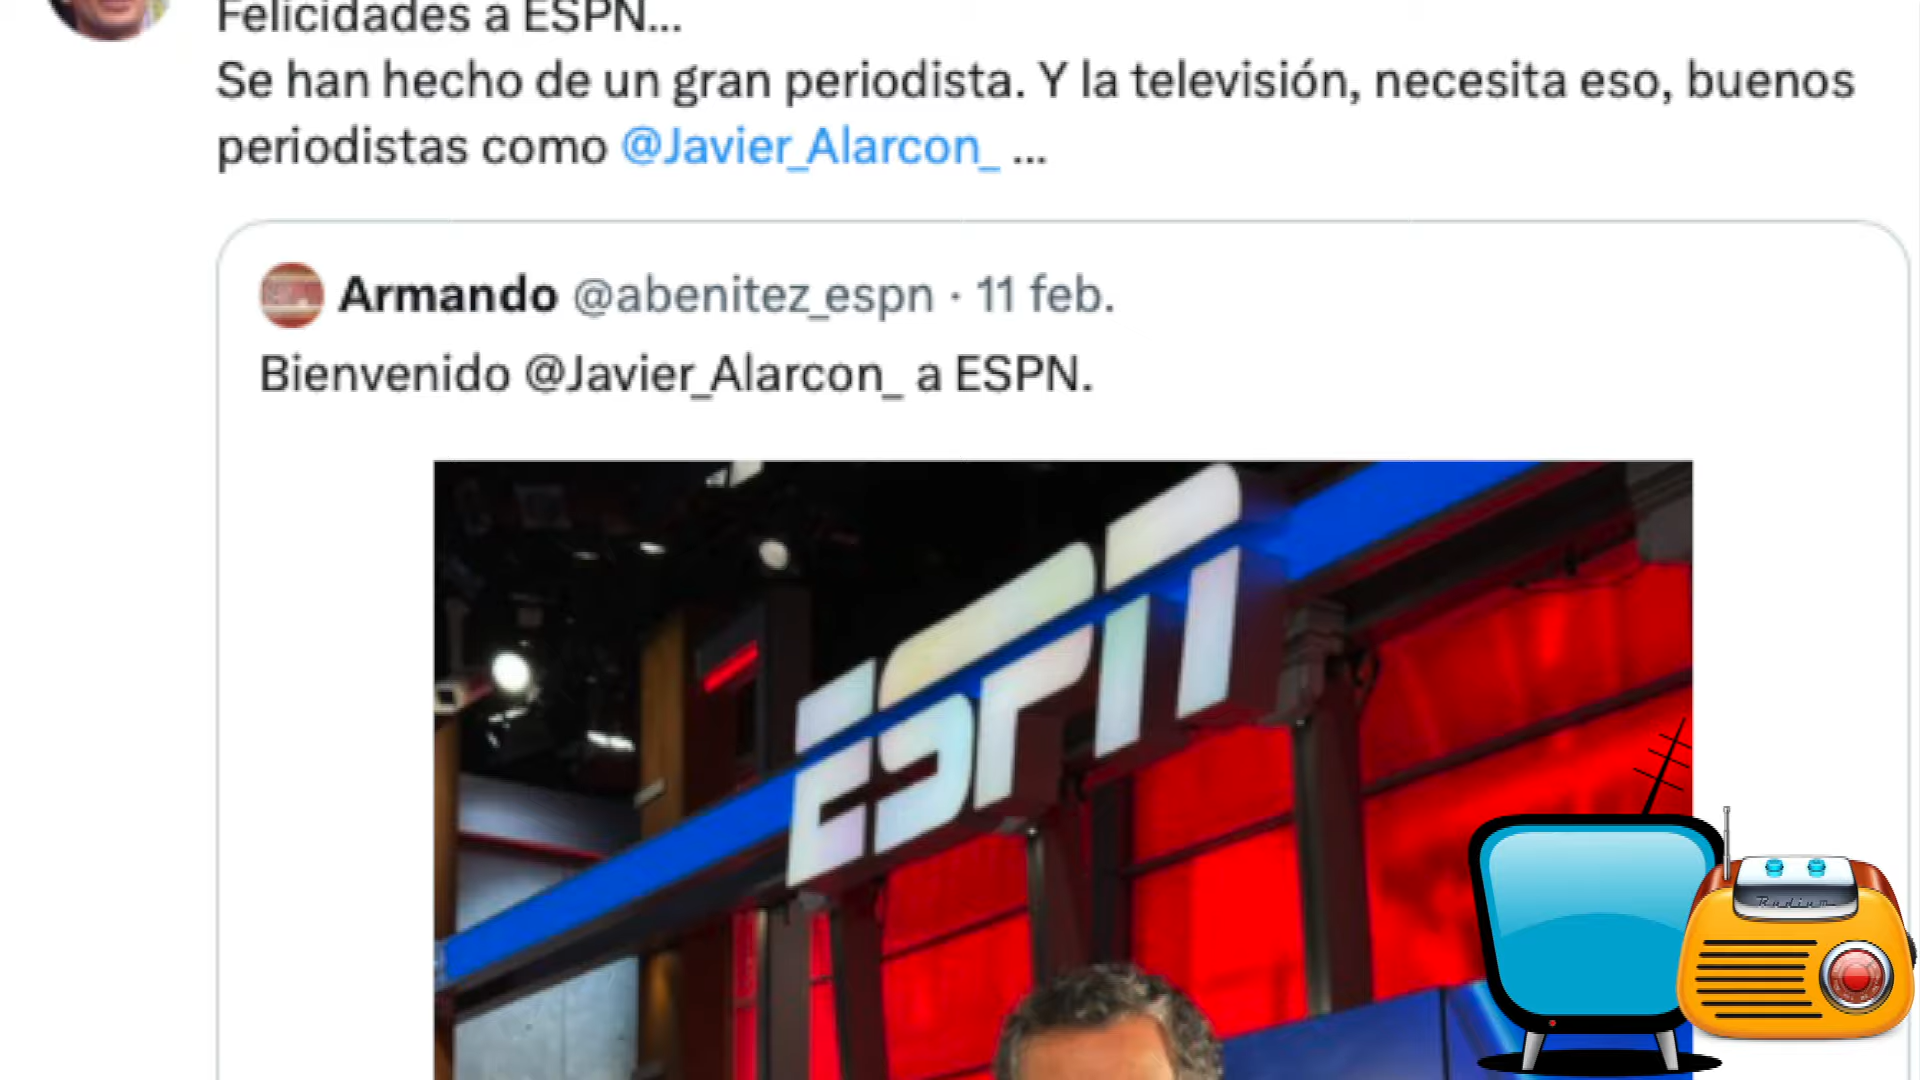 Felicidades a ESPN...
Se han hecho de un gran periodista. Y la televisión, necesita eso, buenos
periodistas como @Javier_Alarcon_ ...
Armando @abenitez_espn · 11 feb.
Bienvenido @Javier_Alarcon_ a ESPN.
ESPN
Radium